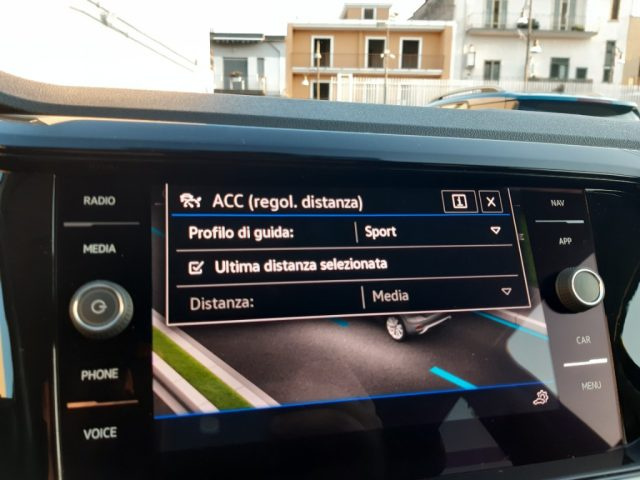 RADIO
MEDIA
PHONE
VOICE
ACC (regol. distanza)
i X
Profilo di guida: Sport
Ultima distanza selezionata
Distanza: Media
NAV
APP
CAR
MENU